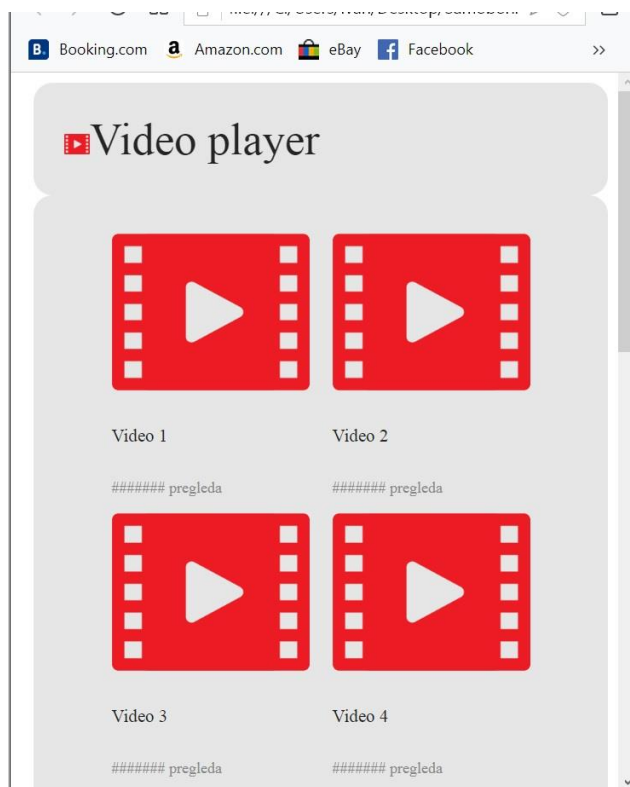 B. Booking.com a Amazon.com eBay f Facebook >>
Video player
Video 1 Video 2
####### pregleda ####### pregleda
Video 3 Video 4
####### pregleda ####### pregleda